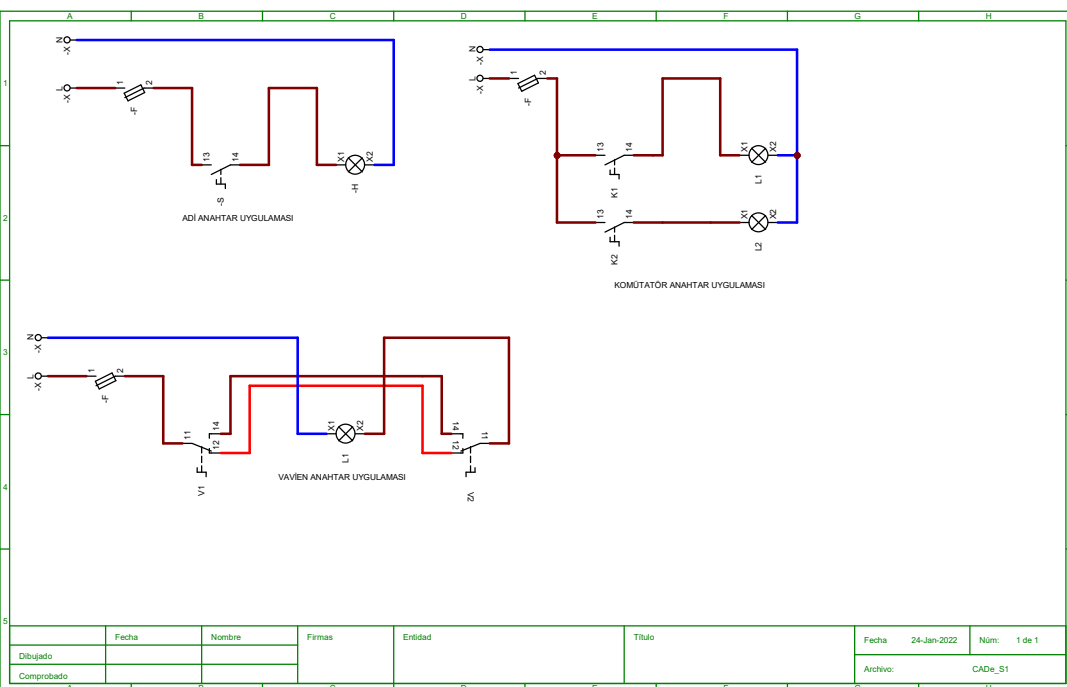 A B C D E F G H
1
2
3
4
5
N
-X
L
-X
1 2
-F
13 14
-S
X1 X2
-H
ADİ ANAHTAR UYGULAMASI
N
-X
L
-X
1 2
-F
13 14
K1
X1 X2
L1
13 14
K2
X1 X2
L2
KOMÜTATÖR ANAHTAR UYGULAMASI
N
-X
L
-X
1 2
-F
11 14
12
V1
X1 X2
L1
14 11
12
V2
VAVİEN ANAHTAR UYGULAMASI
Fecha Nombre Firmas Entidad Título Fecha 24-Jan-2022 Núm: 1 de 1
Dibujado
Comprobado Archivo: CADe_S1
A B C D E F G H